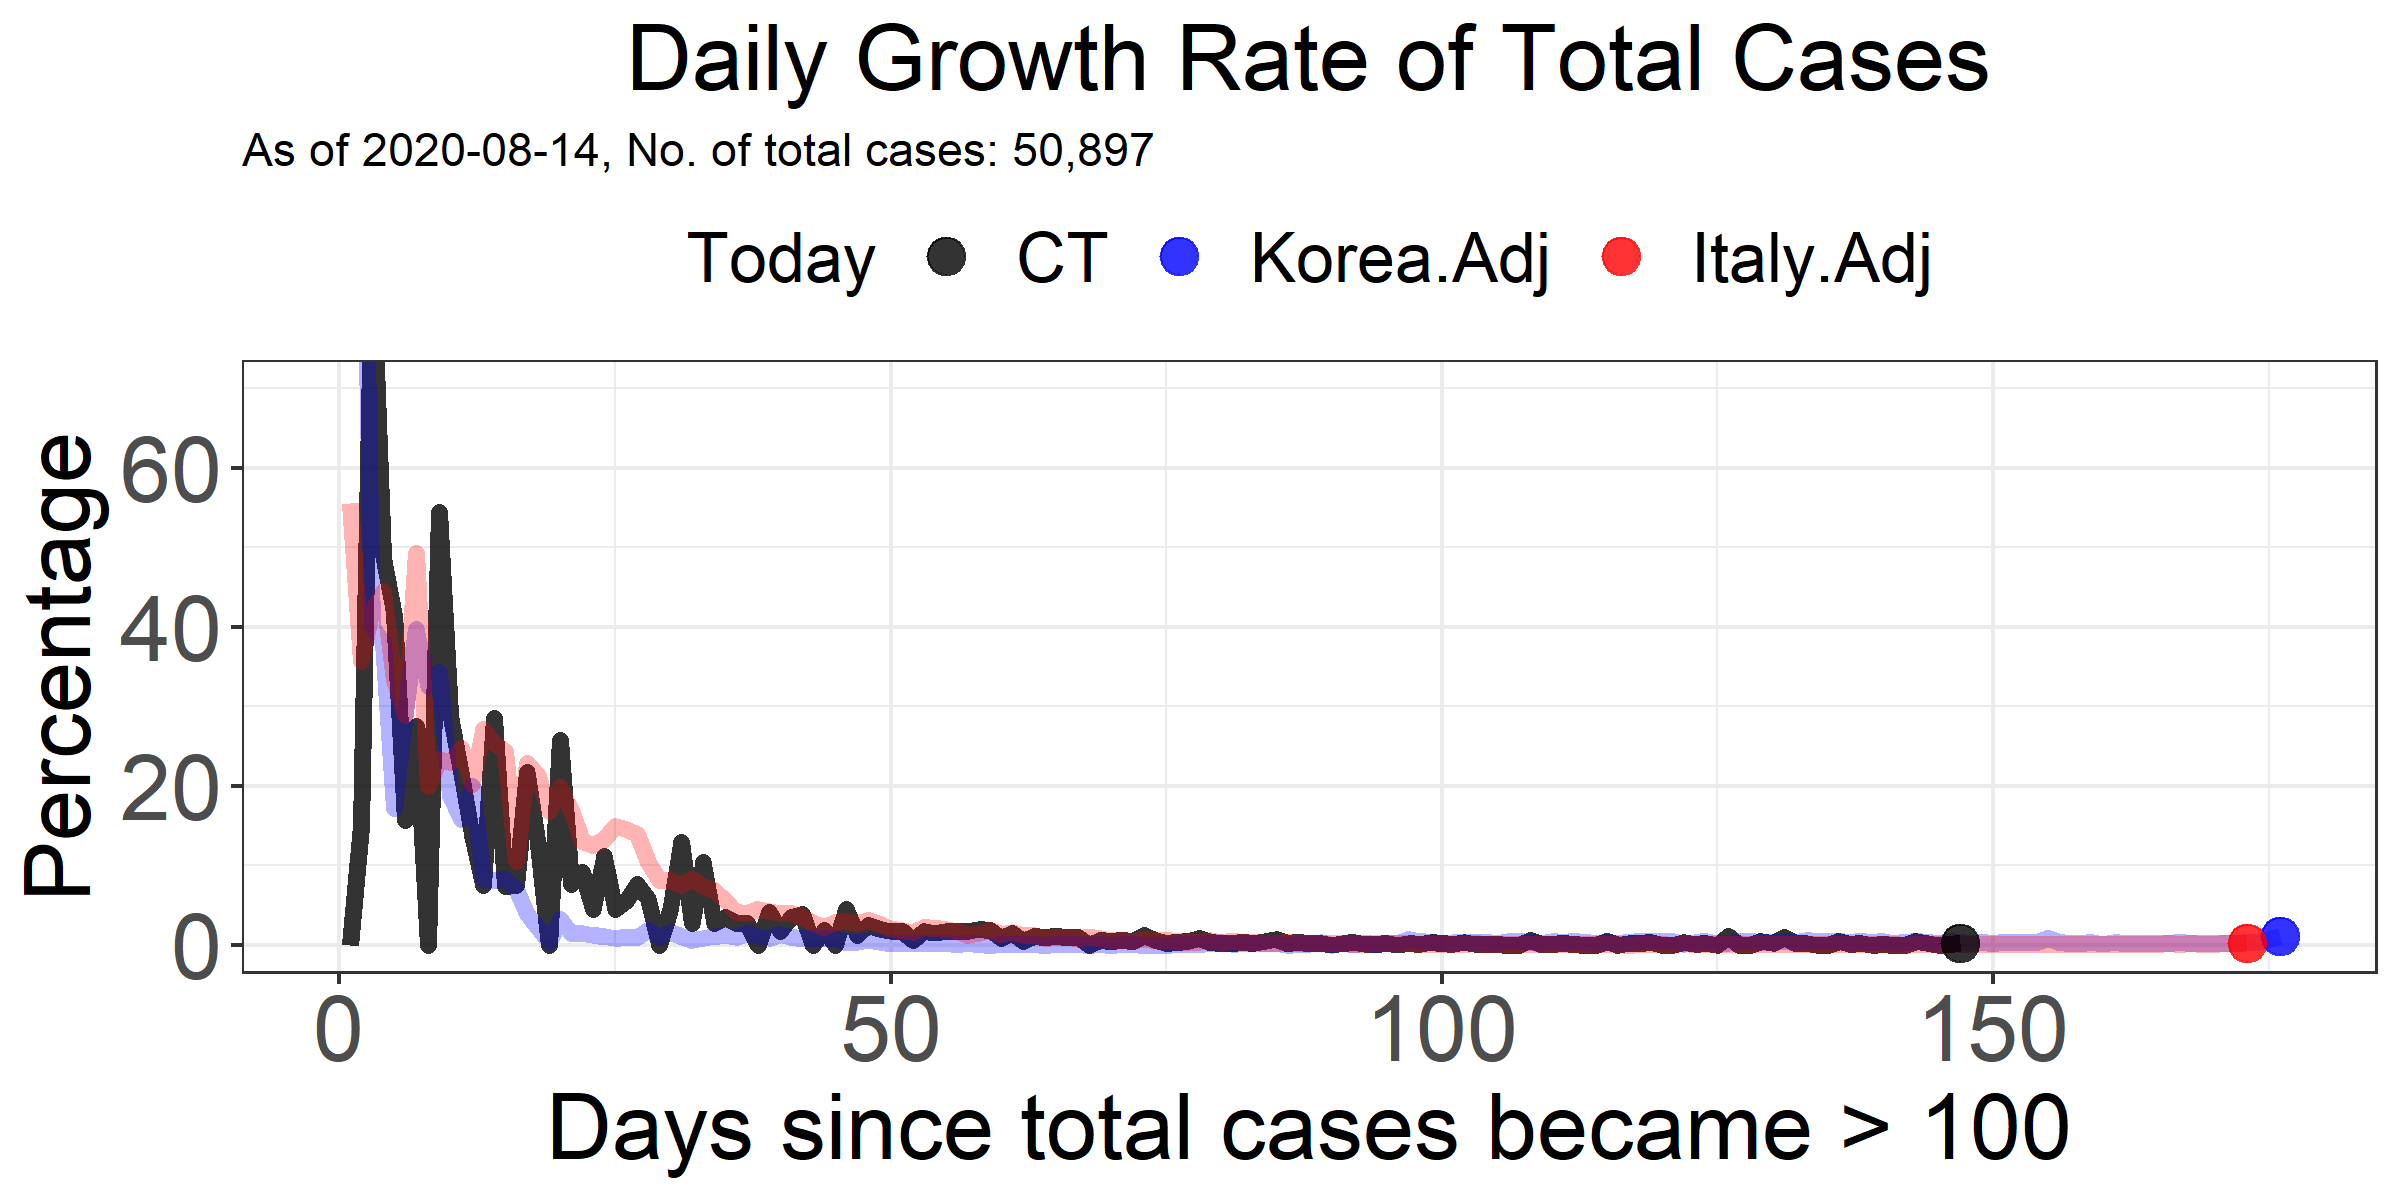 Daily Growth Rate of Total Cases
As of 2020-08-14, No. of total cases: 50,897
Today CT Korea.Adj Italy.Adj
Percentage
60
40
20
0
0 50 100 150
Days since total cases became > 100